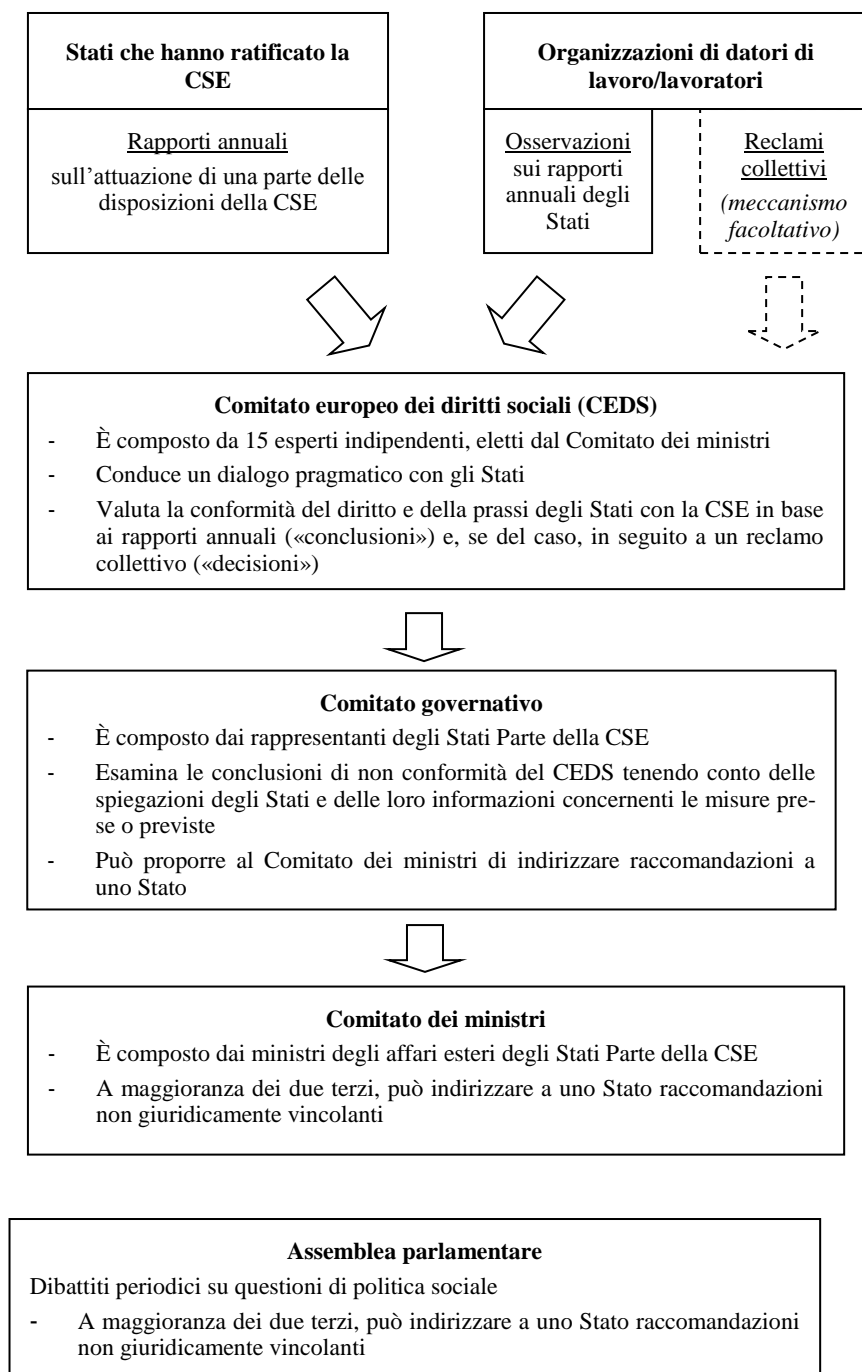 Stati che hanno ratificato la
CSE
Rapporti annuali
sull'attuazione di una parte delle
disposizioni della CSE
Organizzazioni di datori di
lavoro/lavoratori
Osservazioni
sui rapporti
annuali degli
Stati
Reclami
collettivi
(meccanismo
facoltativo)
Comitato europeo dei diritti sociali (CEDS)
- È composto da 15 esperti indipendenti, eletti dal Comitato dei ministri
- Conduce un dialogo pragmatico con gli Stati
- Valuta la conformità del diritto e della prassi degli Stati con la CSE in base
ai rapporti annuali («conclusioni») e, se del caso, in seguito a un reclamo
collettivo («decisioni»)
Comitato governativo
- È composto dai rappresentanti degli Stati Parte della CSE
- Esamina le conclusioni di non conformità del CEDS tenendo conto delle
spiegazioni degli Stati e delle loro informazioni concernenti le misure pre-
se o previste
- Può proporre al Comitato dei ministri di indirizzare raccomandazioni a
uno Stato
Comitato dei ministri
- È composto dai ministri degli affari esteri degli Stati Parte della CSE
- A maggioranza dei due terzi, può indirizzare a uno Stato raccomandazioni
non giuridicamente vincolanti
Assemblea parlamentare
Dibattiti periodici su questioni di politica sociale
- A maggioranza dei due terzi, può indirizzare a uno Stato raccomandazioni
non giuridicamente vincolanti